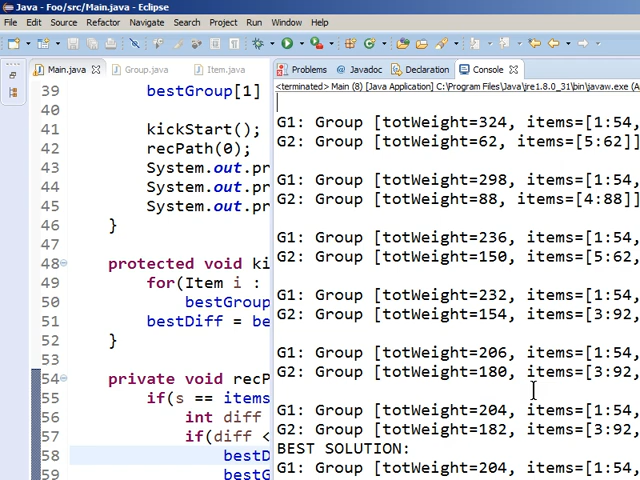 Java - Foo/src/Main.java - Eclipse
File Edit Source Refactor Navigate Search Project Run Window Help
Main.java Group.java Item.java
39 bestGroup[1]
40
41 kickStart();
42 recPath(0);
43 System.out.pr
44 System.out.pr
45 System.out.pr
46 }
47
48 protected void ki
49 for(Item i :
50 bestGroup
51 bestDiff = be
52 }
53
54 private void recP
55 if(s == items
56 int diff
57 if(diff <
58 bestD
59 bestG
Problems @ Javadoc Declaration Console
<terminated> Main (8) [Java Application] C:\Program Files\Java\jre1.8.0_31\bin\javaw.exe (A
G1: Group [totWeight=324, items=[1:54,
G2: Group [totWeight=62, items=[5:62]]
G1: Group [totWeight=298, items=[1:54,
G2: Group [totWeight=88, items=[4:88]]
G1: Group [totWeight=236, items=[1:54,
G2: Group [totWeight=150, items=[5:62,
G1: Group [totWeight=232, items=[1:54,
G2: Group [totWeight=154, items=[3:92,
G1: Group [totWeight=206, items=[1:54,
G2: Group [totWeight=180, items=[3:92,
G1: Group [totWeight=204, items=[1:54,
G2: Group [totWeight=182, items=[3:92,
BEST SOLUTION:
G1: Group [totWeight=204, items=[1:54,